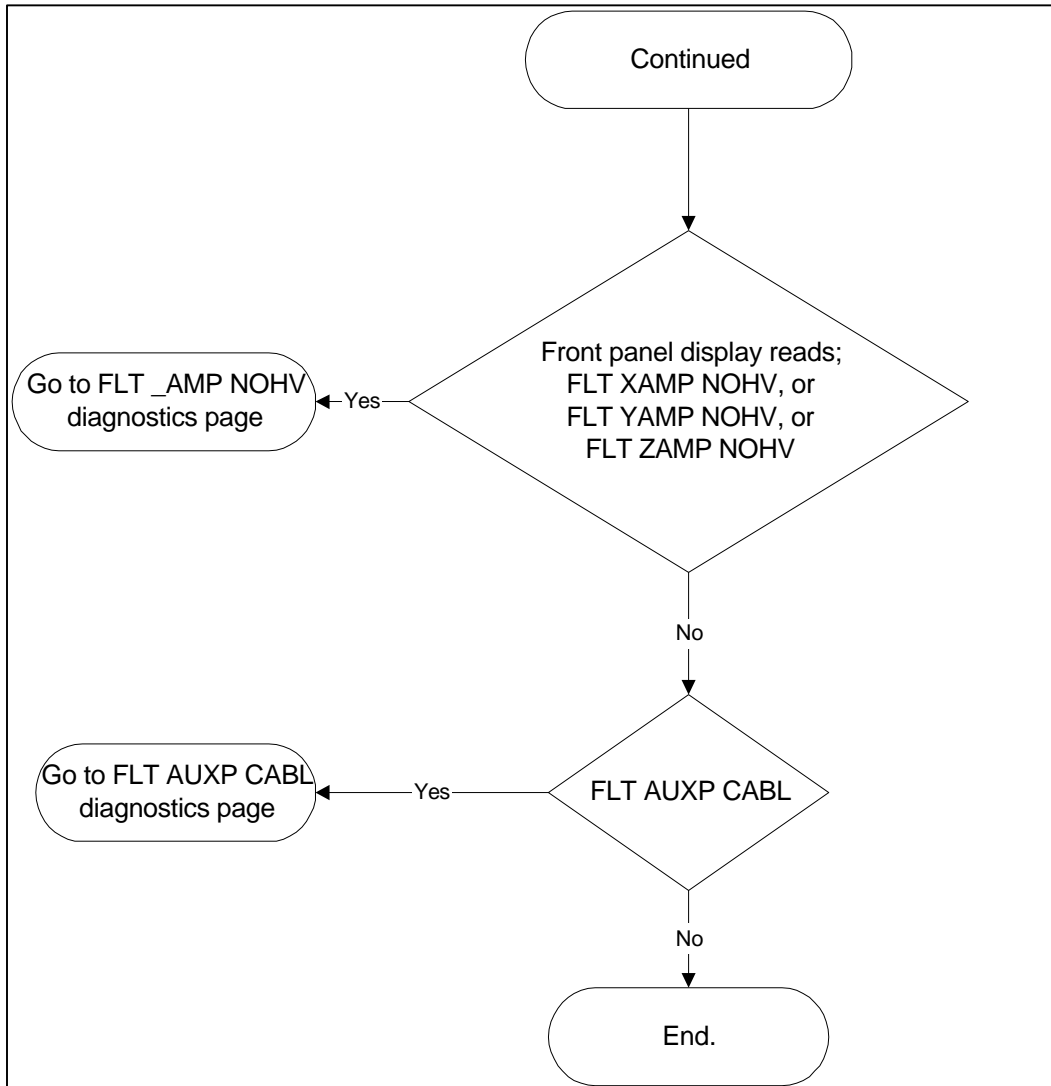 Continued
Front panel display reads;
FLT XAMP NOHV, or
FLT YAMP NOHV, or
FLT ZAMP NOHV
Yes
Go to FLT _AMP NOHV
diagnostics page
No
FLT AUXP CABL
Yes
Go to FLT AUXP CABL
diagnostics page
No
End.